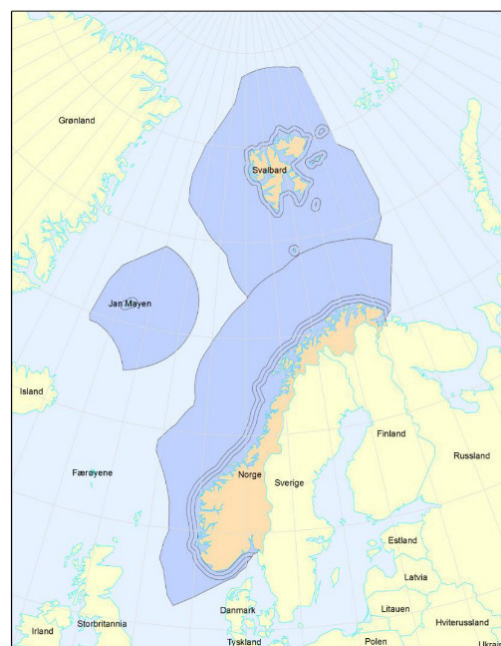 Grønland
Svalbard
Jan Mayen
Island
Finland
Russland
Færøyene
Norge
Sverige
Estland
Latvia
Danmark
Litauen
Storbritannia
Hviterussland
Irland
Tyskland
Polen
Ukrai